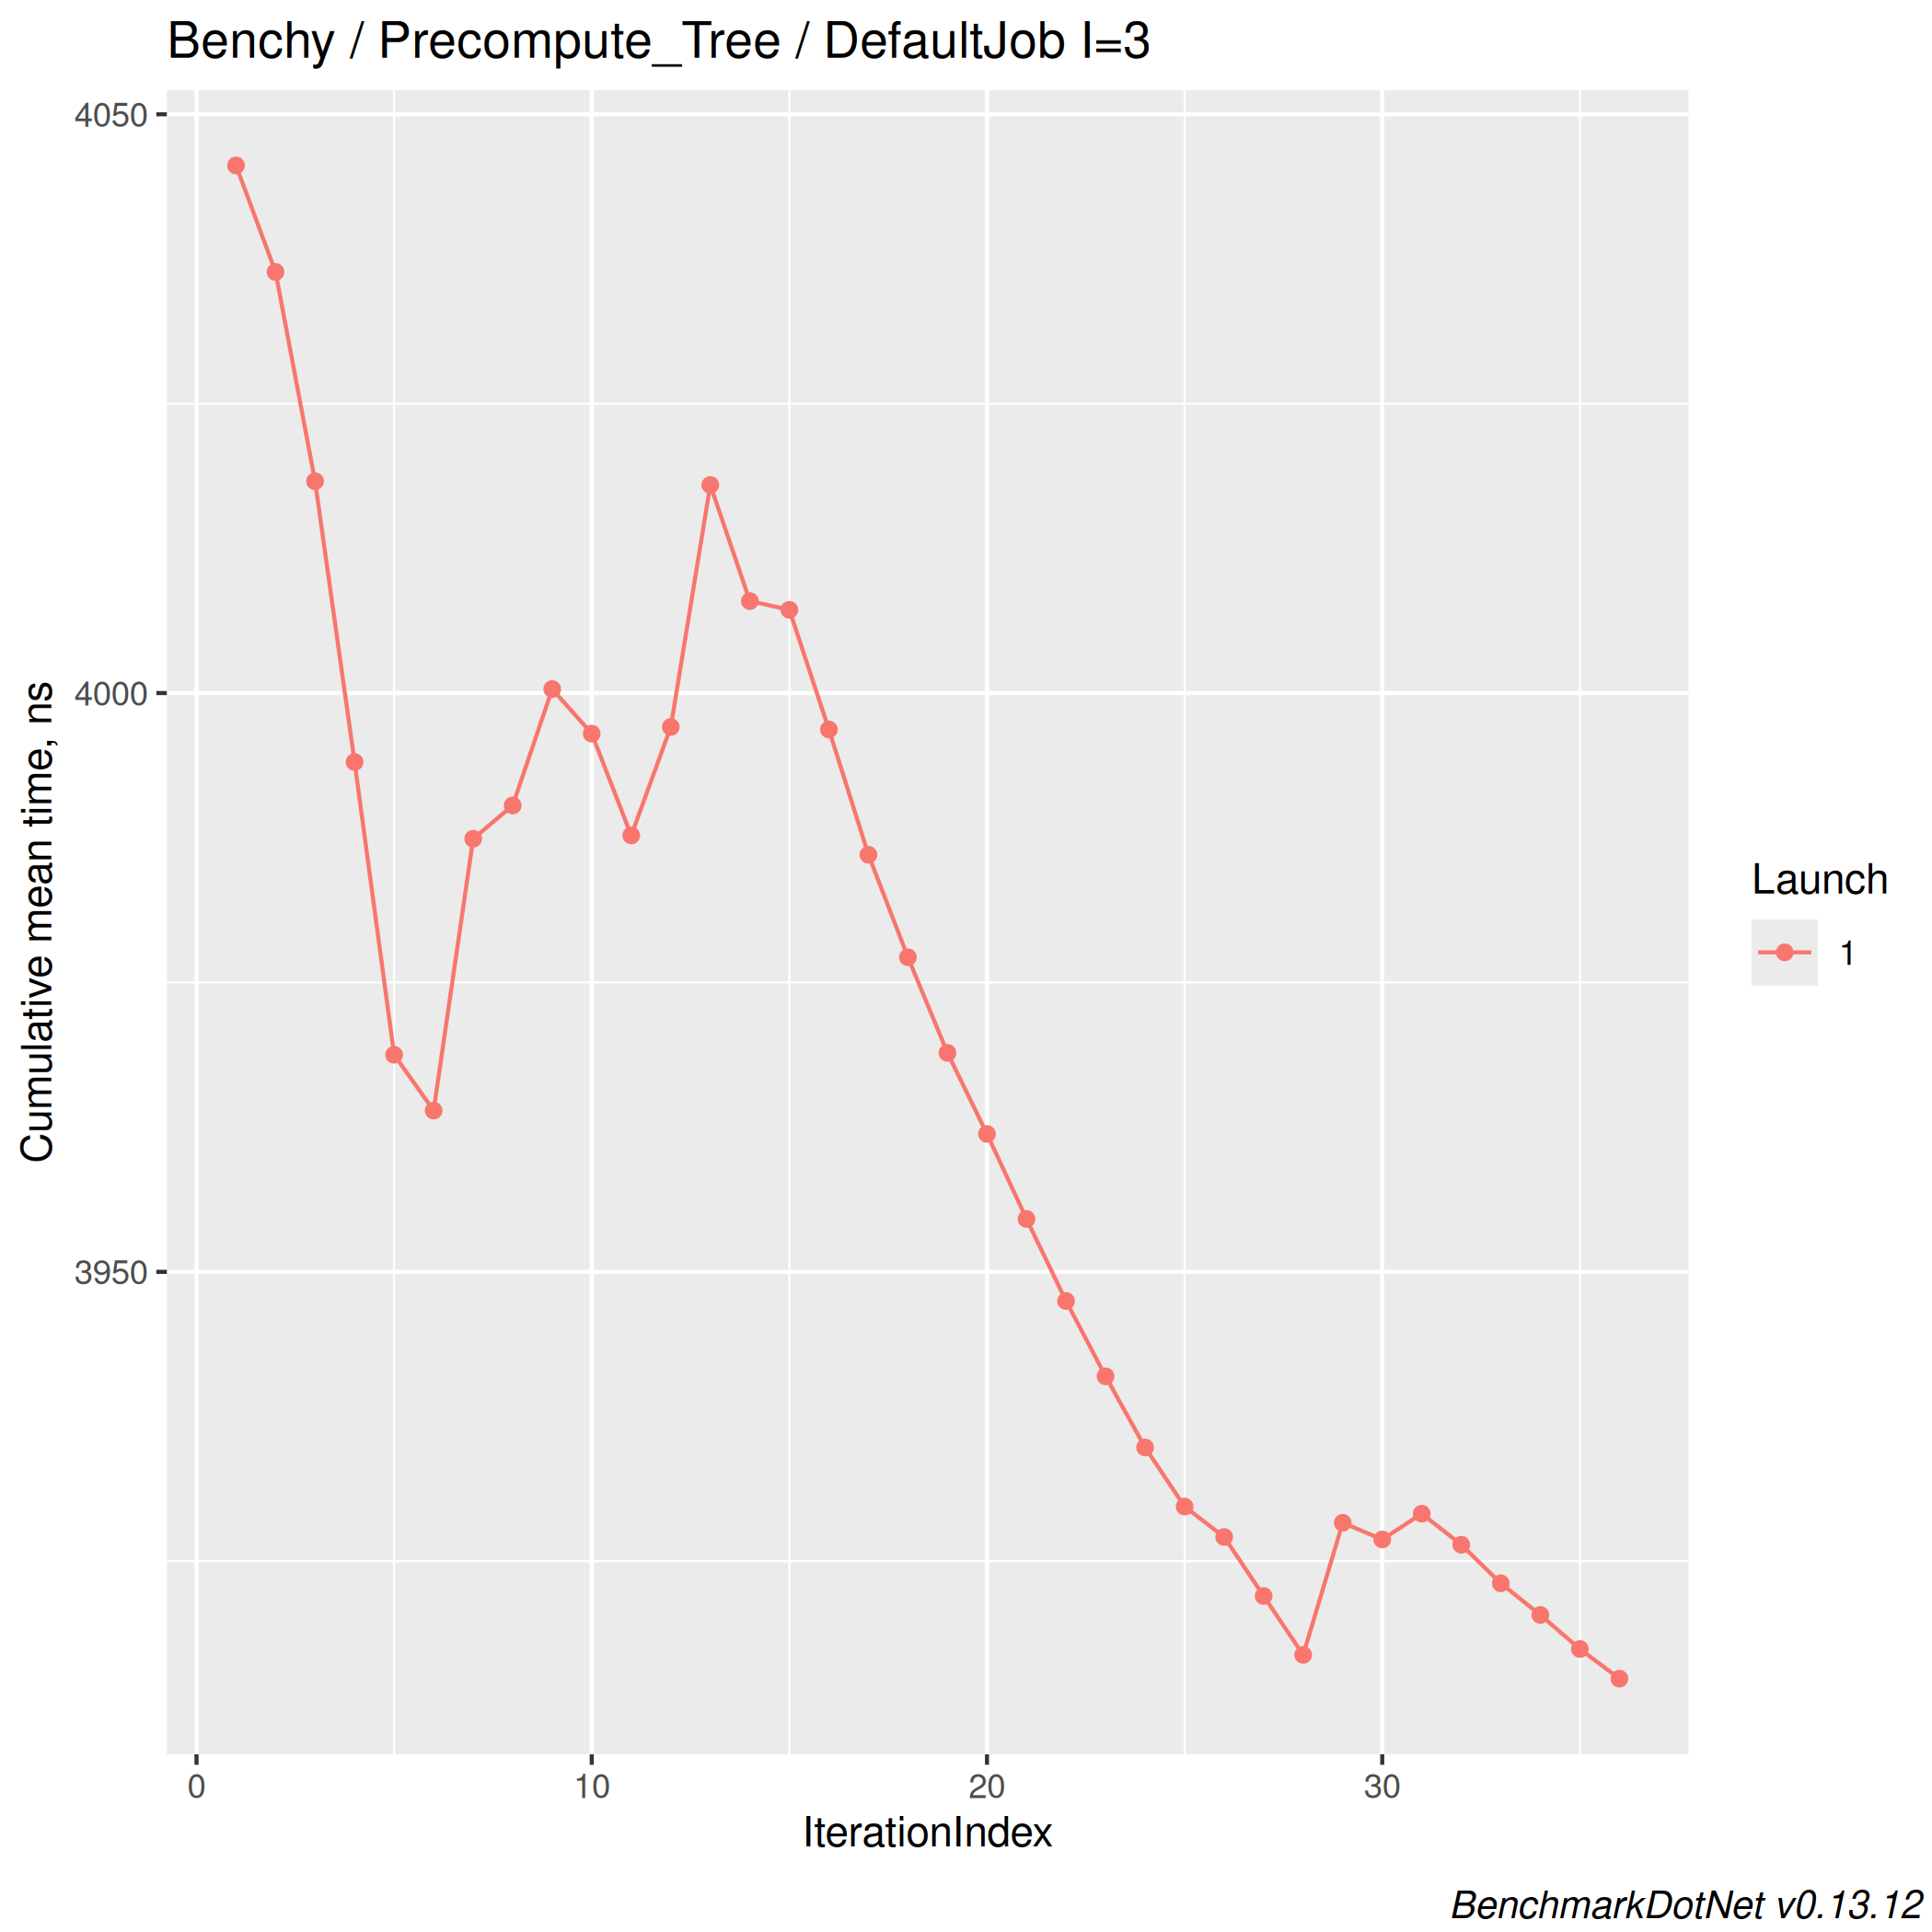 Benchy / Precompute_Tree / DefaultJob I=3
4050
4000
3950
Cumulative mean time, ns
0 10 20 30
IterationIndex
Launch
1
BenchmarkDotNet v0.13.12